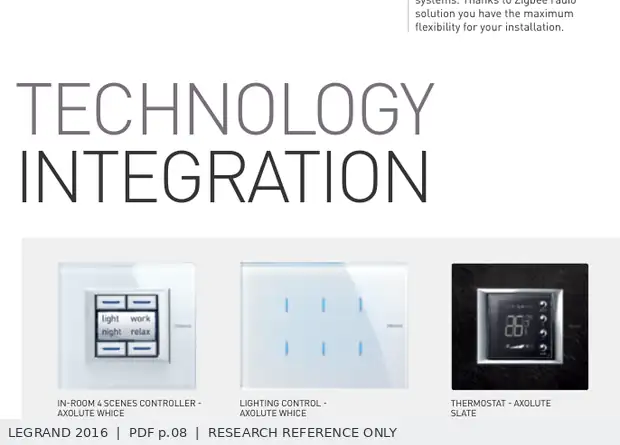 systems. Thanks to Zigbee radio
solution you have the maximum
flexibility for your installation.
TECHNOLOGY
INTEGRATION
light work
night relax
IN-ROOM 4 SCENES CONTROLLER -
AXOLUTE WHICE
LIGHTING CONTROL -
AXOLUTE WHICE
THERMOSTAT - AXOLUTE
SLATE
LEGRAND 2016 | PDF p.08 | RESEARCH REFERENCE ONLY